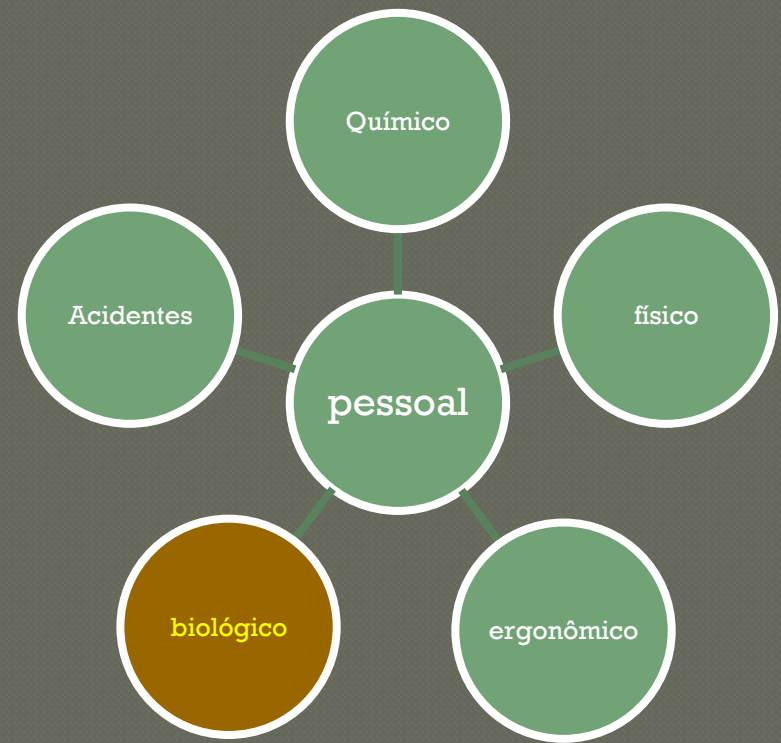 Químico
Acidentes
físico
pessoal
biológico
ergonômico